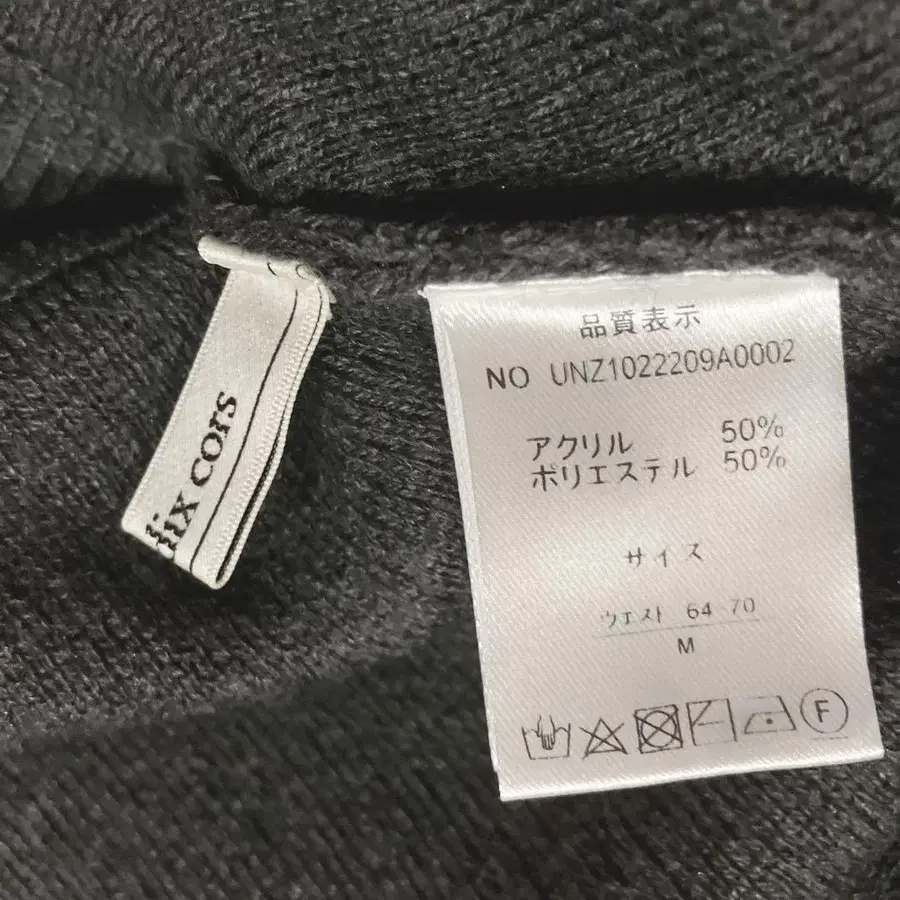 dix cors
品質表示
NO UNZ1022209A0002
アクリル 50%
ポリエステル 50%
サイズ
ウエスト 64-70
M
F